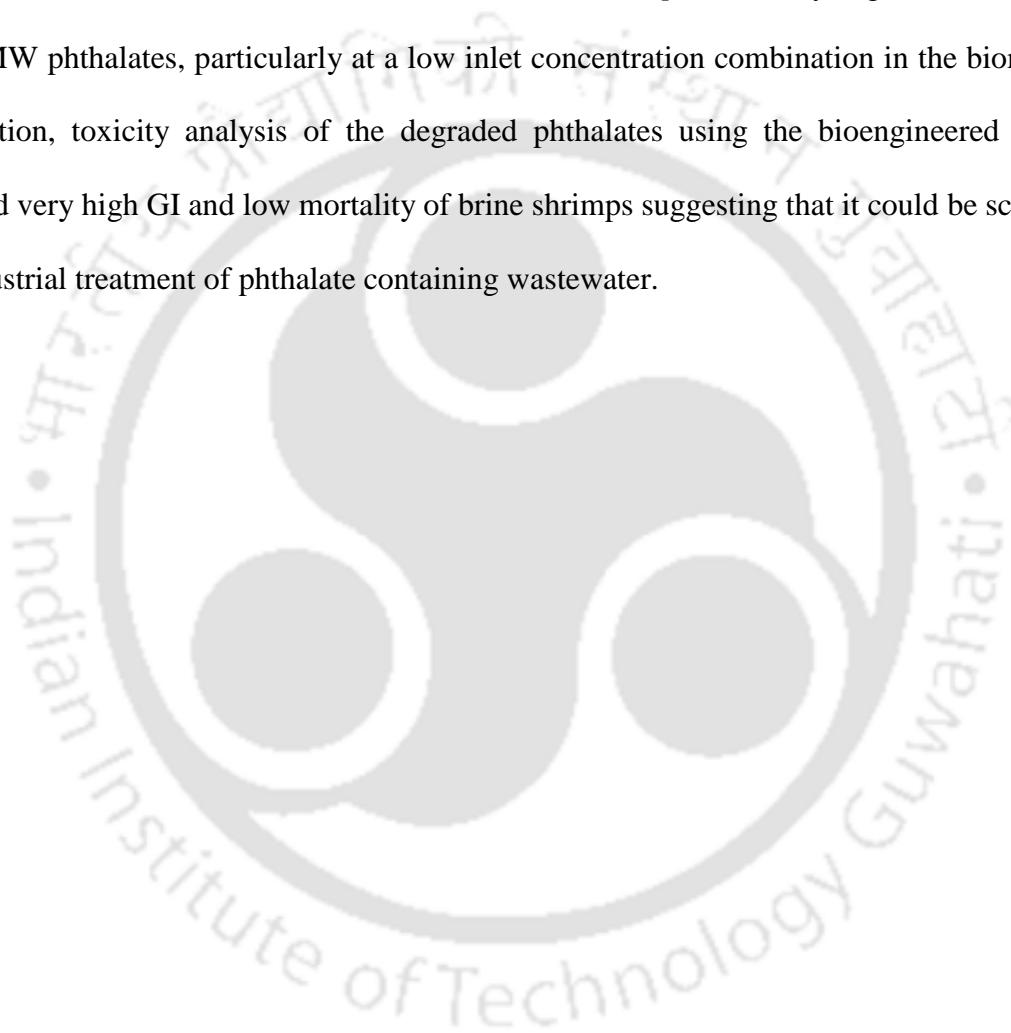 MW phthalates, particularly at a low inlet concentration combination in the bior
tion, toxicity analysis of the degraded phthalates using the bioengineered
d very high GI and low mortality of brine shrimps suggesting that it could be sc
ustrial treatment of phthalate containing wastewater.
भारतीय प्रौद्योगिकी संस्थान गुवाहाटी
• Indian Institute of Technology Guwahati •